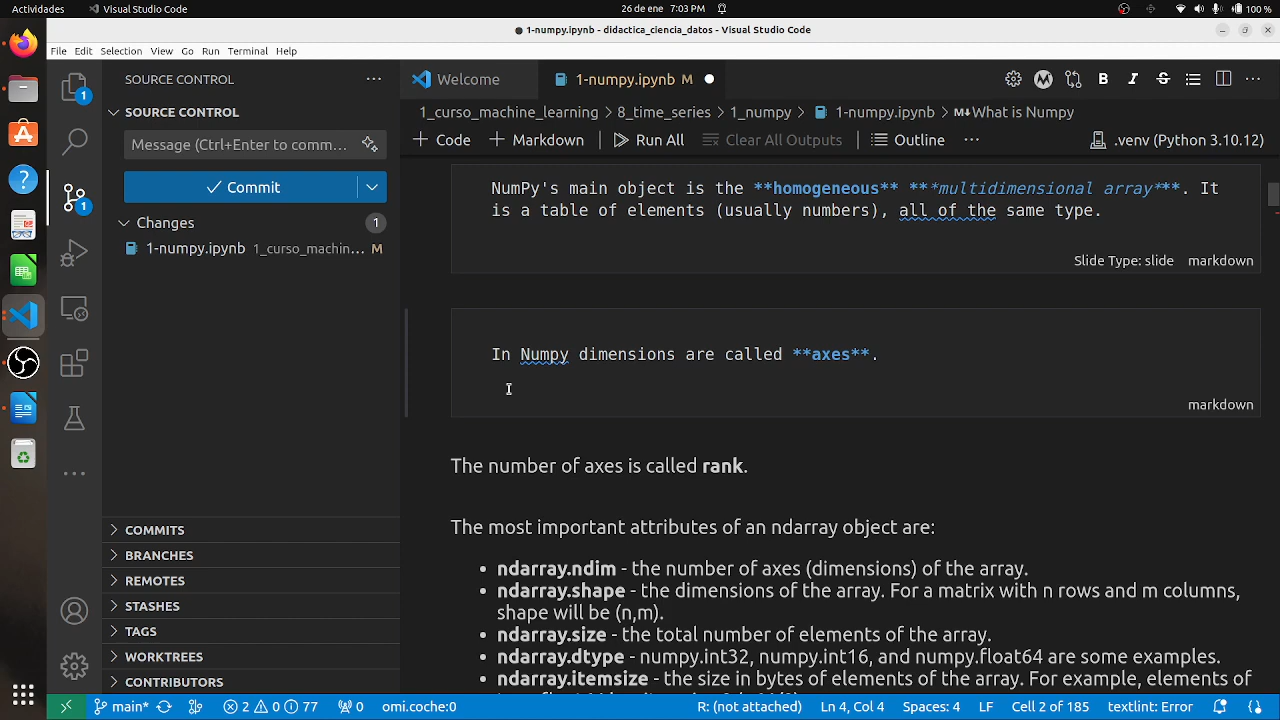 Actividades
Visual Studio Code
26 de ene 7:03 PM
100 %
1-numpy.ipynb - didactica_ciencia_datos - Visual Studio Code
File Edit Selection View Go Run Terminal Help
SOURCE CONTROL
Welcome
1-numpy.ipynb M
SOURCE CONTROL
1_curso_machine_learning > 8_time_series > 1_numpy > 1-numpy.ipynb > What is Numpy
Message (Ctrl+Enter to comm...
Code Markdown Run All Clear All Outputs Outline .venv (Python 3.10.12)
Commit
Changes 1
1-numpy.ipynb 1_curso_machin... M
NumPy's main object is the **homogeneous** ***multidimensional array***. It
is a table of elements (usually numbers), all of the same type.
Slide Type: slide markdown
In Numpy dimensions are called **axes**.
markdown
The number of axes is called rank.
The most important attributes of an ndarray object are:
• ndarray.ndim - the number of axes (dimensions) of the array.
• ndarray.shape - the dimensions of the array. For a matrix with n rows and m columns,
shape will be (n,m).
• ndarray.size - the total number of elements of the array.
• ndarray.dtype - numpy.int32, numpy.int16, and numpy.float64 are some examples.
• ndarray.itemsize - the size in bytes of elements of the array. For example, elements of
COMMITS
BRANCHES
REMOTES
STASHES
TAGS
WORKTREES
CONTRIBUTORS
main* 2 0 77 0 omi.coche:0 R: (not attached) Ln 4, Col 4 Spaces: 4 LF Cell 2 of 185 textlint: Error